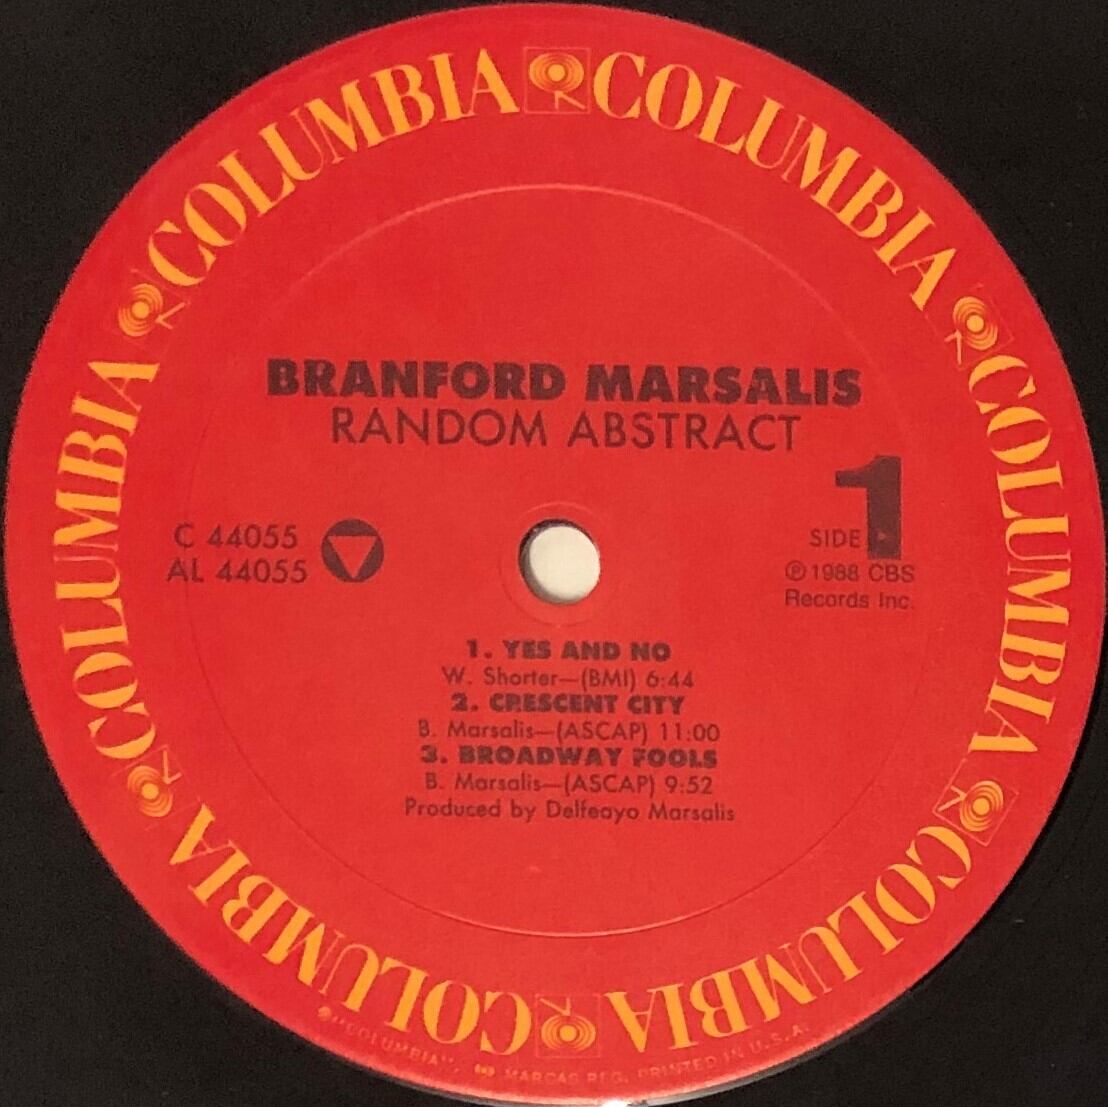 COLUMBIA COLUMBIA COLUMBIA COLUMBIA COLUMBIA COLUMBIA
BRANFORD MARSALIS
RANDOM ABSTRACT
C 44055
AL 44055
SIDE 1
℗ 1988 CBS
Records Inc.
1. YES AND NO
W. Shorter—(BMI) 6:44
2. CRESCENT CITY
B. Marsalis—(ASCAP) 11:00
3. BROADWAY FOOLS
B. Marsalis—(ASCAP) 9:52
Produced by Delfeayo Marsalis
"COLUMBIA", MARCAS REG. PRINTED IN U.S.A.